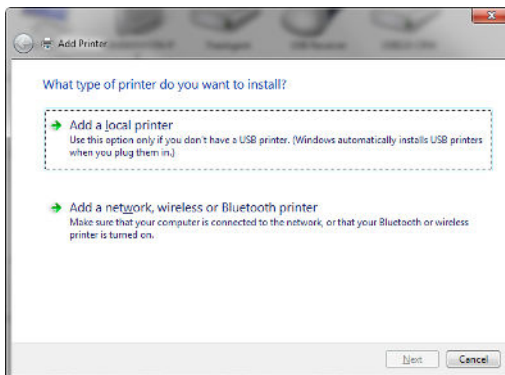 Add Printer
What type of printer do you want to install?
Add a local printer
Use this option only if you don't have a USB printer. (Windows automatically installs USB printers
when you plug them in.)
Add a network, wireless or Bluetooth printer
Make sure that your computer is connected to the network, or that your Bluetooth or wireless
printer is turned on.
Next
Cancel